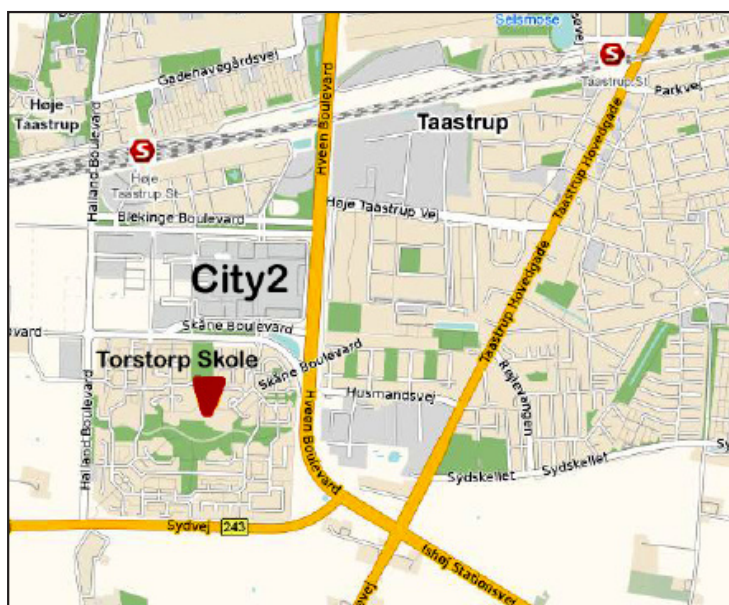 Selsmose
S
Taastrup St
Parkvej
Gadehavegårdsvej
Høje
Taastrup
Taastrup
S
Høje
Taastrup St
Hveen Boulevard
Taastrup Hovedgade
Halland Boulevard
Blekinge Boulevard
Høje Taastrup Vej
City2
Taastrup Hovedgade
Skåne Boulevard
Torstorp Skole
Skåne Boulevard
Husmandsvej
Røjlevangen
Halland Boulevard
Hveen Boulevard
Sydskellet
Sydskellet
Sydvej
243
Ishøj Stationsvej